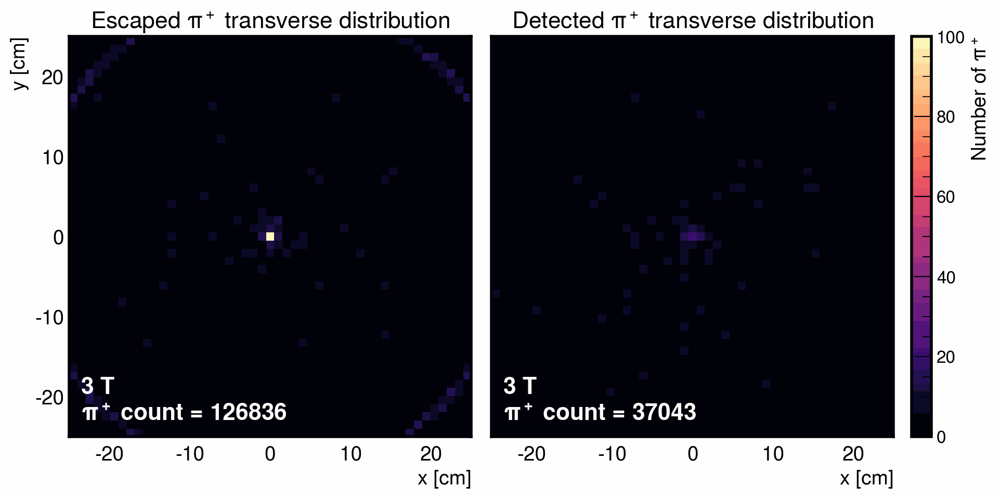 Escaped π⁺ transverse distribution
Detected π⁺ transverse distribution
y [cm]
20
10
0
-10
-20
3 T
π⁺ count = 126836
3 T
π⁺ count = 37043
-20 -10 0 10 20
x [cm]
-20 -10 0 10 20
x [cm]
100
80
60
40
20
0
Number of π⁺